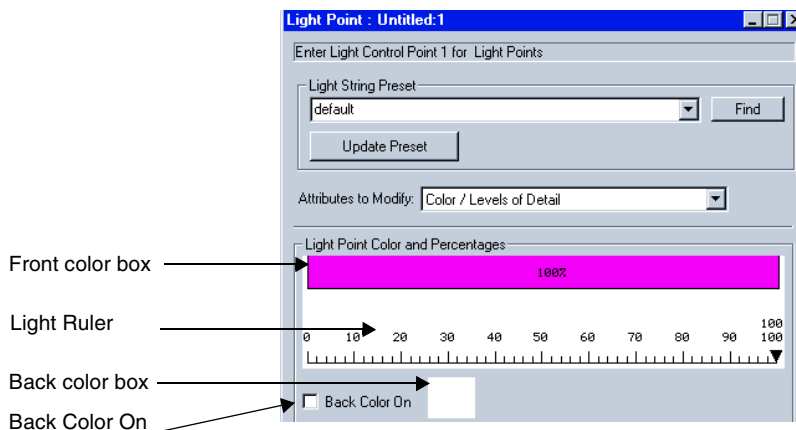 Light Point : Untitled:1
Enter Light Control Point 1 for Light Points
Light String Preset
default
Find
Update Preset
Attributes to Modify: Color / Levels of Detail
Light Point Color and Percentages
Front color box
100%
Light Ruler
100
0 10 20 30 40 50 60 70 80 90 100
Back color box
Back Color On
Back Color On